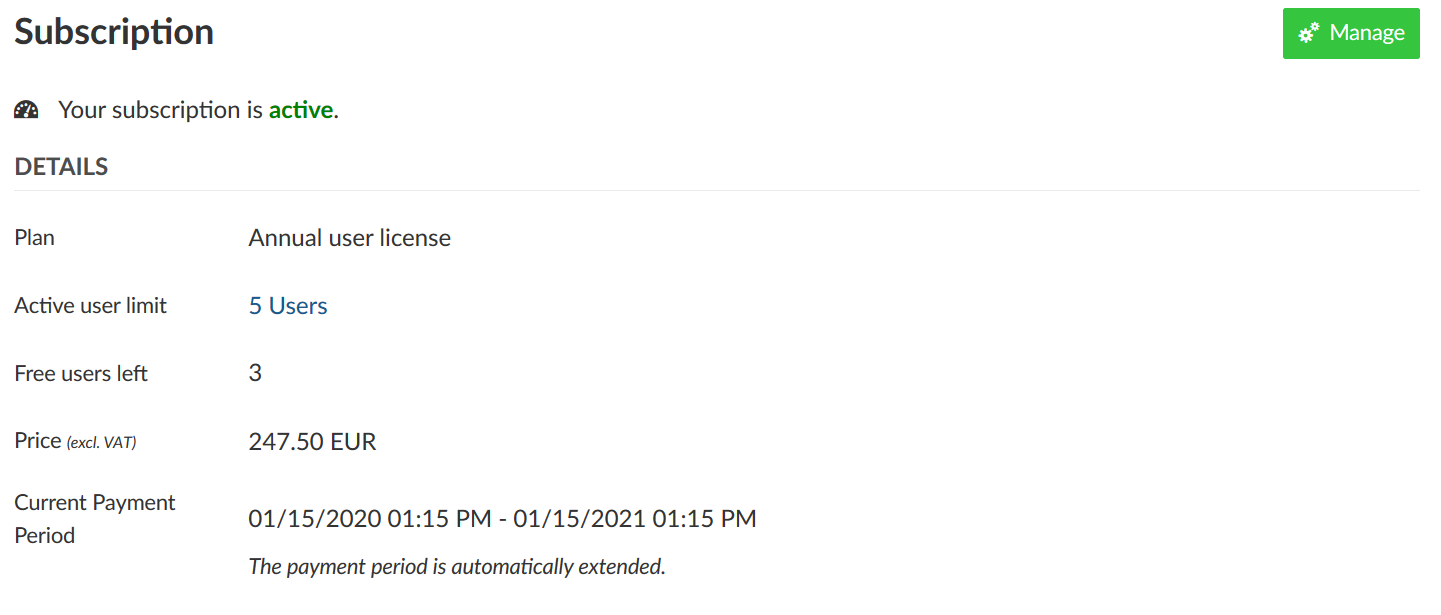 Subscription
Manage
Your subscription is active.
DETAILS
Plan
Annual user license
Active user limit
5 Users
Free users left
3
Price (excl. VAT)
247.50 EUR
Current Payment
Period
01/15/2020 01:15 PM - 01/15/2021 01:15 PM
The payment period is automatically extended.